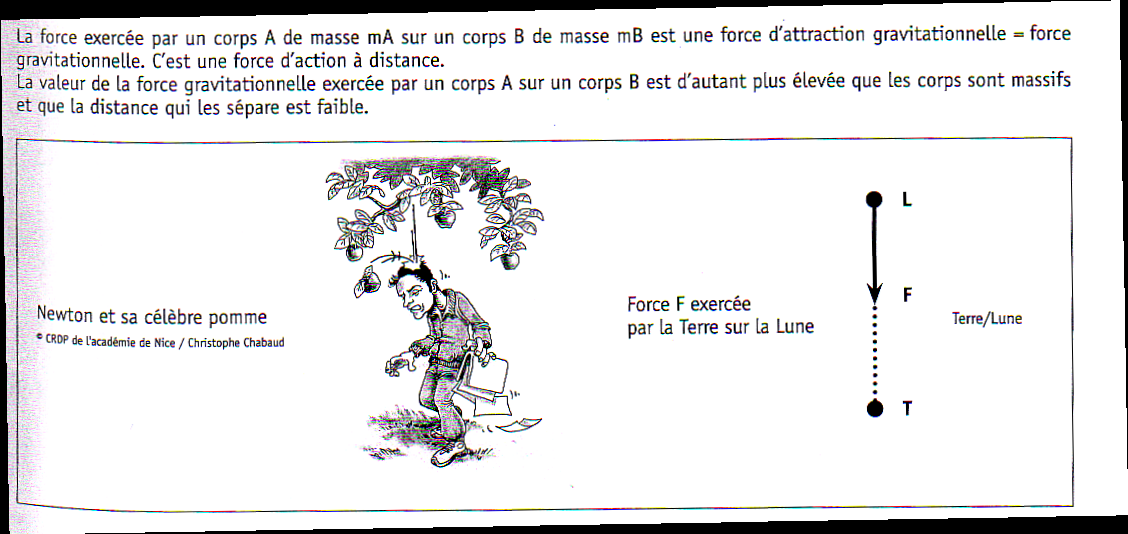 La force exercée par un corps A de masse mA sur un corps B de masse mB est une force d'attraction gravitationnelle = force
gravitationnelle. C'est une force d'action à distance.
La valeur de la force gravitationnelle exercée par un corps A sur un corps B est d'autant plus élevée que les corps sont massifs
et que la distance qui les sépare est faible.
L
F
Newton et sa célèbre pomme
© CRDP de l'académie de Nice / Christophe Chabaud
Force F exercée
par la Terre sur la Lune
Terre/Lune
T